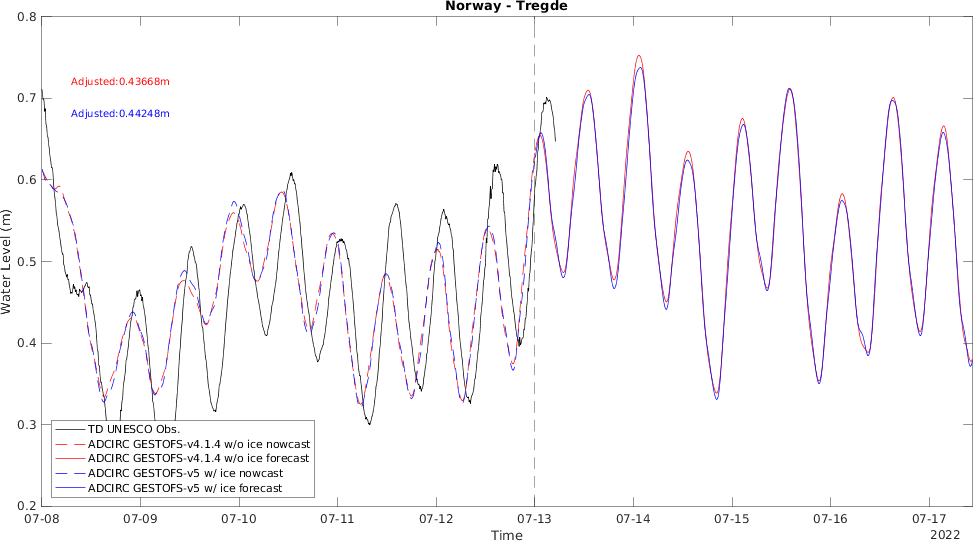 Norway - Tregde
0.8
0.7
0.6
0.5
0.4
0.3
0.2
Water Level (m)
Adjusted:0.43668m
Adjusted:0.44248m
TD UNESCO Obs.
ADCIRC GESTOFS-v4.1.4 w/o ice nowcast
ADCIRC GESTOFS-v4.1.4 w/o ice forecast
ADCIRC GESTOFS-v5 w/ ice nowcast
ADCIRC GESTOFS-v5 w/ ice forecast
07-08 07-09 07-10 07-11 07-12 07-13 07-14 07-15 07-16 07-17
Time
2022